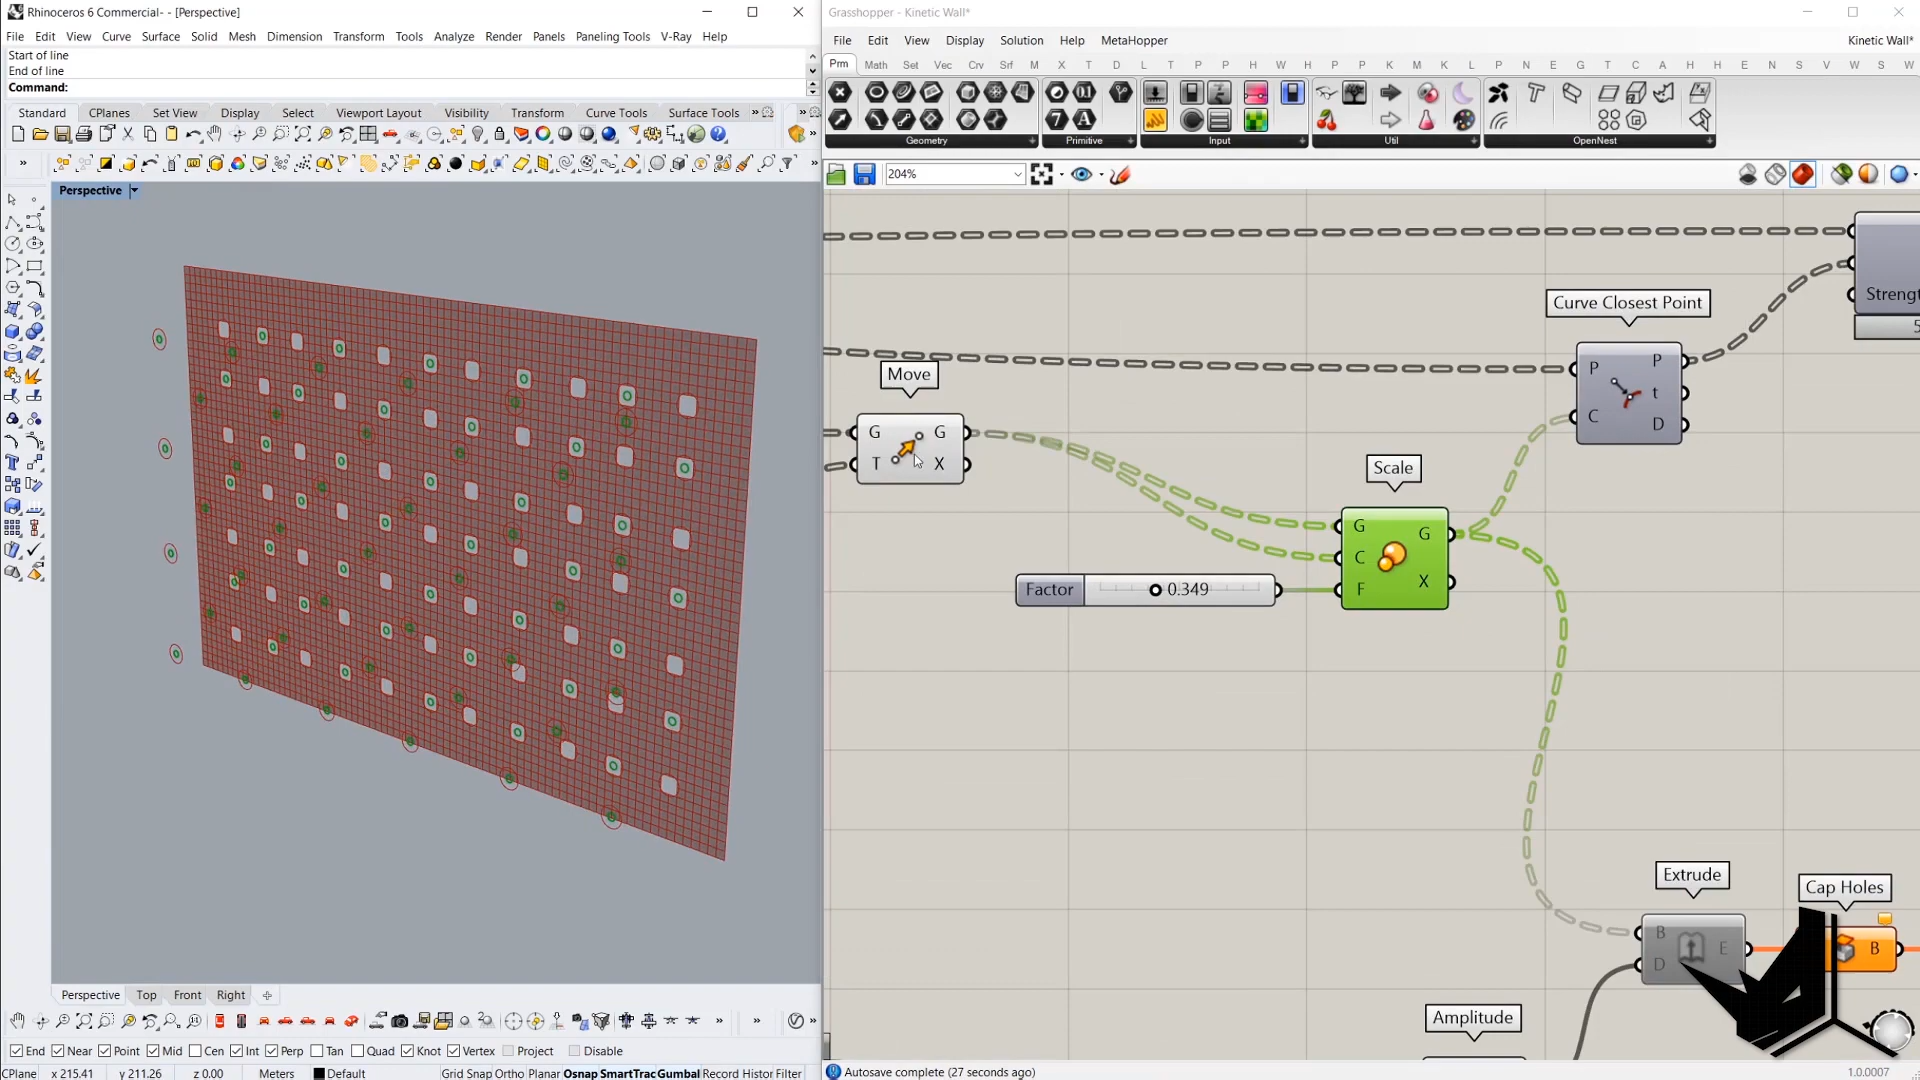 Rhinoceros 6 Commercial- - [Perspective]
File Edit View Curve Surface Solid Mesh Dimension Transform Tools Analyze Render Panels Paneling Tools V-Ray Help
Start of line
End of line
Command:
Standard CPlanes Set View Display Select Viewport Layout Visibility Transform Curve Tools Surface Tools »
Perspective
Perspective Top Front Right
End Near Point Mid Cen Int Perp Tan Quad Knot Vertex Project Disable
CPlane x 215.41 y 211.26 z 0.00 Meters Default Grid Snap Ortho Planar Osnap SmartTrac Gumbal Record Histor Filter
Grasshopper - Kinetic Wall*
File Edit View Display Solution Help MetaHopper Kinetic Wall*
Prm Math Set Vec Crv Srf M X T D L T P P H W H P P M K M K L P N E N F D C A H H D E N S V W S W
Geometry Primitive Input Util OpenNest
204%
Strengt
5
Curve Closest Point
P P
t
C D
Move
G G
T X
Scale
G G
C
F X
Factor 0.349
Extrude
B E
D
Cap Holes
B
Amplitude
Autosave complete (27 seconds ago)
1.0.0007